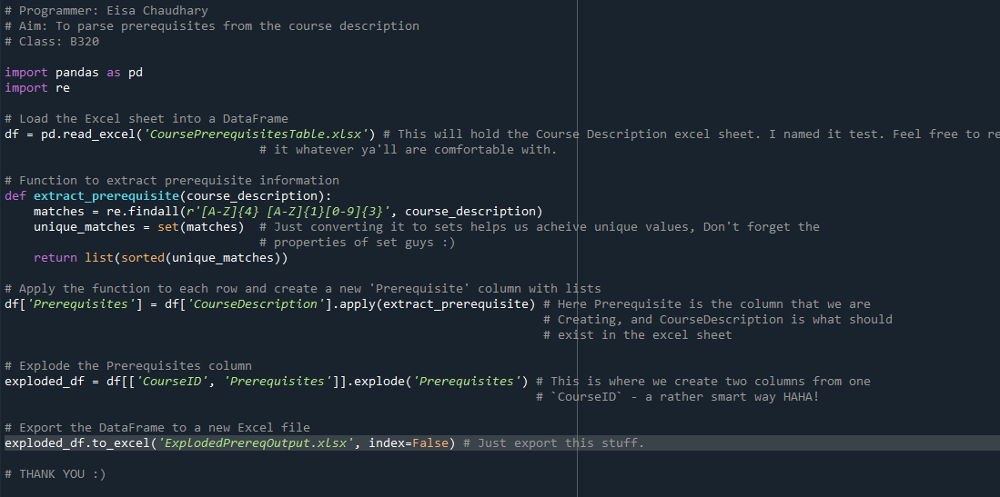 # Programmer: Eisa Chaudhary
# Aim: To parse prerequisites from the course description
# Class: B320
import pandas as pd
import re
# Load the Excel sheet into a DataFrame
df = pd.read_excel('CoursePrerequisitesTable.xlsx') # This will hold the Course Description excel sheet. I named it test. Feel free to re
# it whatever ya'll are comfortable with.
# Function to extract prerequisite information
def extract_prerequisite(course_description):
matches = re.findall(r'[A-Z]{4} [A-Z]{1}[0-9]{3}', course_description)
unique_matches = set(matches) # Just converting it to sets helps us acheive unique values, Don't forget the
# properties of set guys :)
return list(sorted(unique_matches))
# Apply the function to each row and create a new 'Prerequisite' column with lists
df['Prerequisites'] = df['CourseDescription'].apply(extract_prerequisite) # Here Prerequisite is the column that we are
# Creating, and CourseDescription is what should
# exist in the excel sheet
# Explode the Prerequisites column
exploded_df = df[['CourseID', 'Prerequisites']].explode('Prerequisites') # This is where we create two columns from one
# `CourseID` - a rather smart way HAHA!
# Export the DataFrame to a new Excel file
exploded_df.to_excel('ExplodedPrereqOutput.xlsx', index=False) # Just export this stuff.
# THANK YOU :)